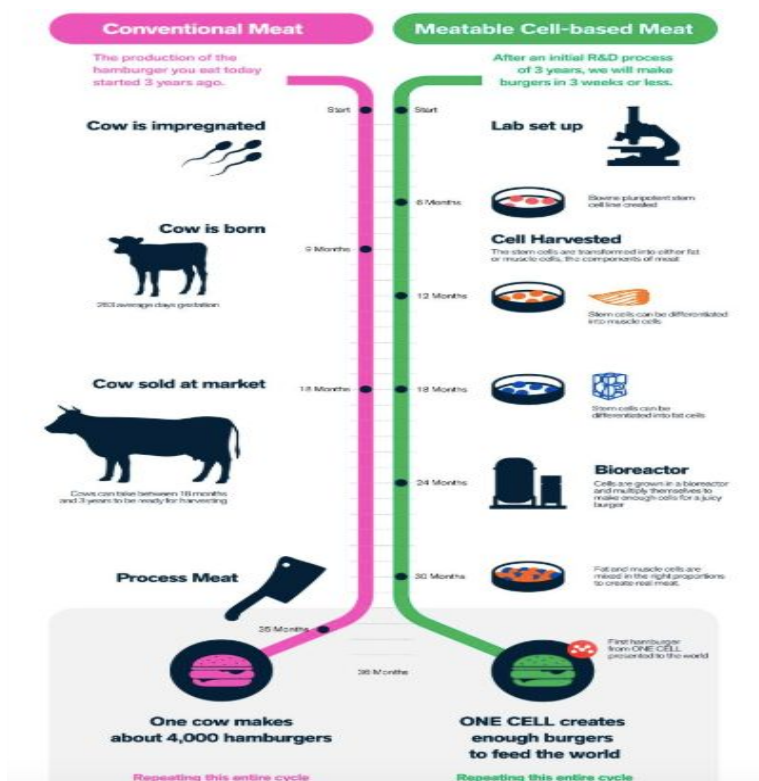 Conventional Meat
The production of the
hamburger you eat today
started 3 years ago.
Start
Cow is impregnated
Cow is born
9 Months
283 average days gestation
Cow sold at market
18 Months
Cows can take between 18 months
and 3 years to be ready for harvesting
Process Meat
35 Months
36 Months
One cow makes
about 4,000 hamburgers
Repeating this entire cycle
Meatable Cell-based Meat
After an initial R&D process
of 3 years, we will make
burgers in 3 weeks or less.
Start
Lab set up
6 Months
Bovine pluripotent stem
cell line created
Cell Harvested
The stem cells are transformed into either fat
or muscle cells, the components of meat
12 Months
Stem cells can be differentiated
into muscle cells
18 Months
Stem cells can be
differentiated into fat cells
24 Months
Bioreactor
Cells are grown in a bioreactor
and multiply themselves to
make enough cells for a juicy
burger
30 Months
Fat and muscle cells are
mixed in the right proportions
to create real meat.
First hamburger
from ONE CELL
presented to the world
ONE CELL creates
enough burgers
to feed the world
Repeating this entire cycle